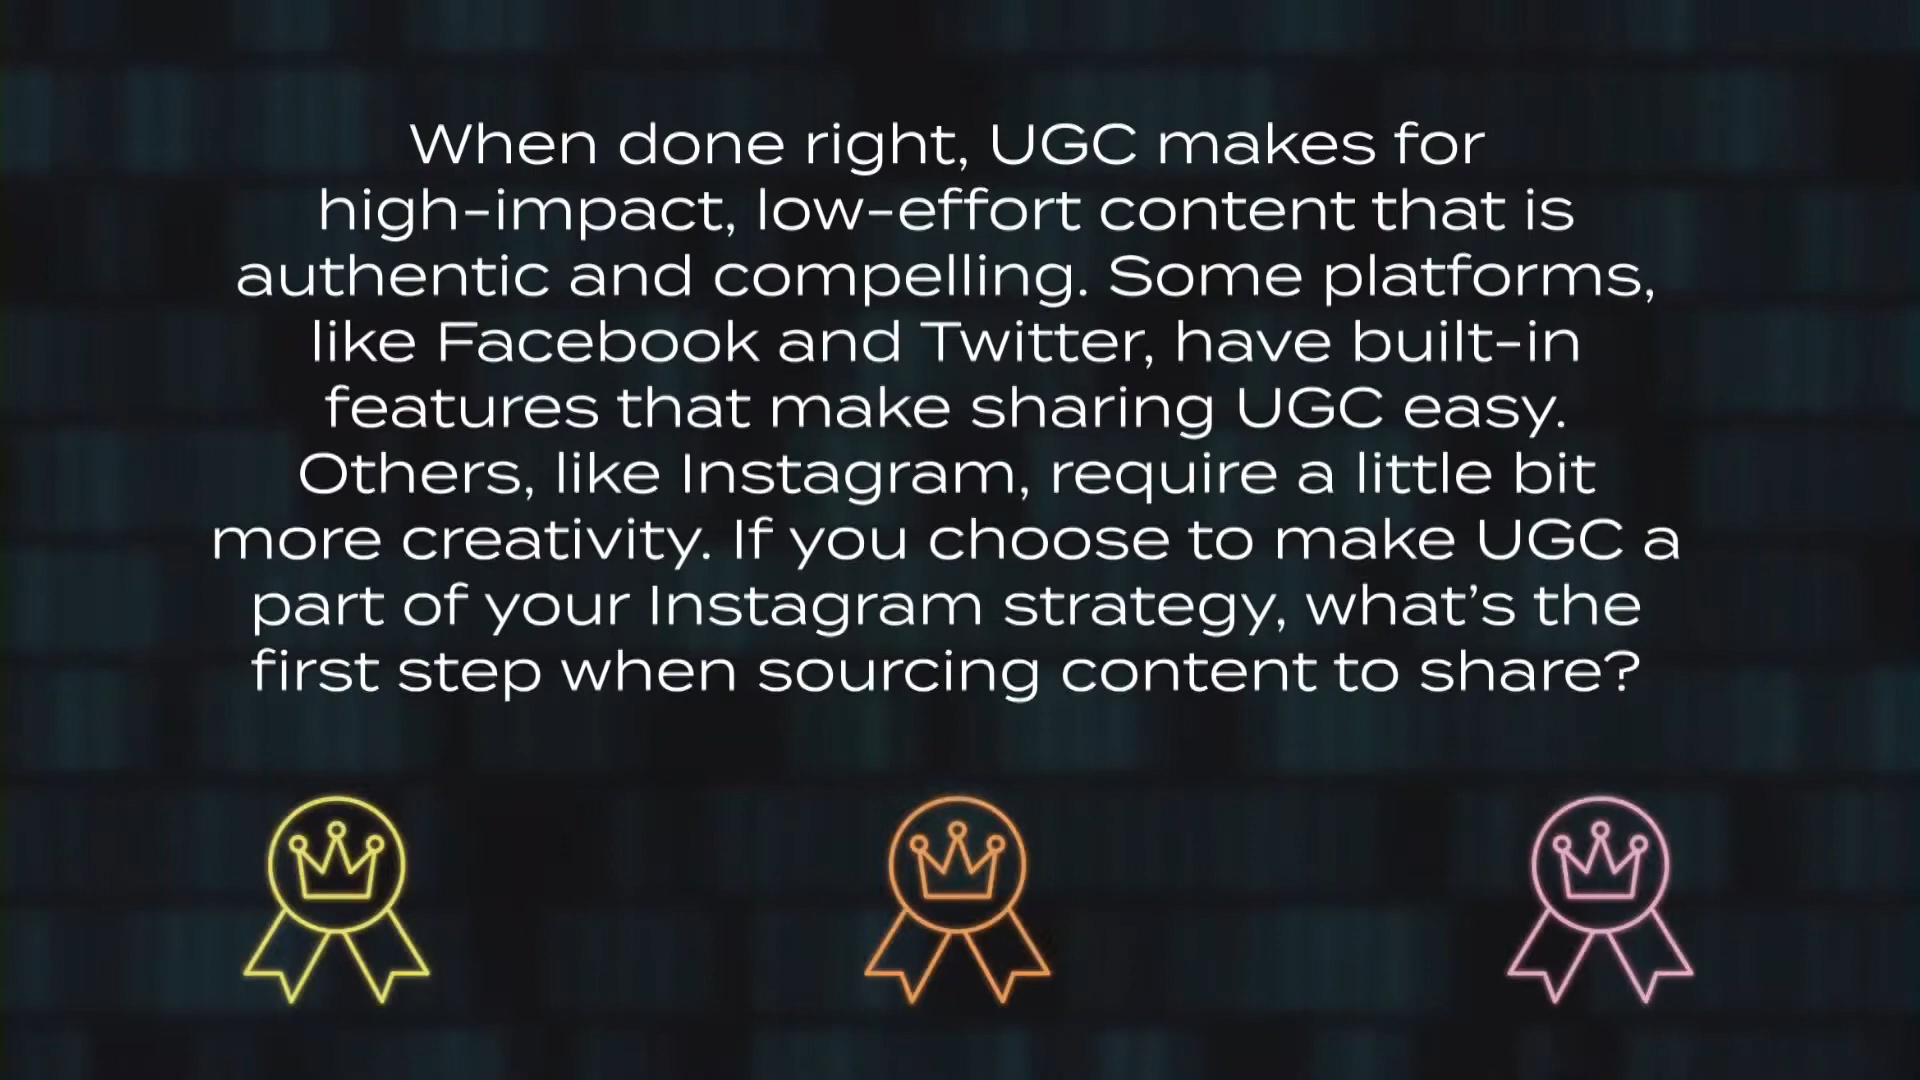 When done right, UGC makes for
high-impact, low-effort content that is
authentic and compelling. Some platforms,
like Facebook and Twitter, have built-in
features that make sharing UGC easy.
Others, like Instagram, require a little bit
more creativity. If you choose to make UGC a
part of your Instagram strategy, what’s the
first step when sourcing content to share?